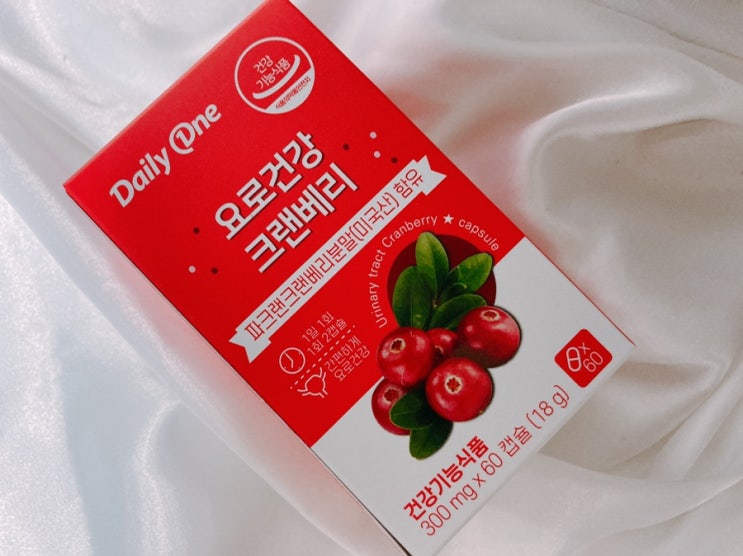 Daily One
건강
기능식품
식품의약품안전처
요로건강
크랜베리
파크랜크랜베리분말(미국산) 함유
Urinary tract Cranberry ★ capsule
1일 1회
1회 2캡슐
간편하게
요로건강
x
60
건강기능식품
300 mg x 60 캡슐 (18 g)